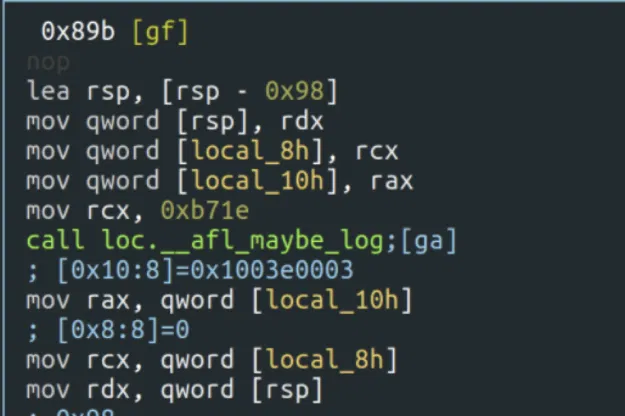 0x89b [gf]
nop
lea rsp, [rsp - 0x98]
mov qword [rsp], rdx
mov qword [local_8h], rcx
mov qword [local_10h], rax
mov rcx, 0xb71e
call loc.__afl_maybe_log;[ga]
; [0x10:8]=0x1003e0003
mov rax, qword [local_10h]
; [0x8:8]=0
mov rcx, qword [local_8h]
mov rdx, qword [rsp]
; 0x98